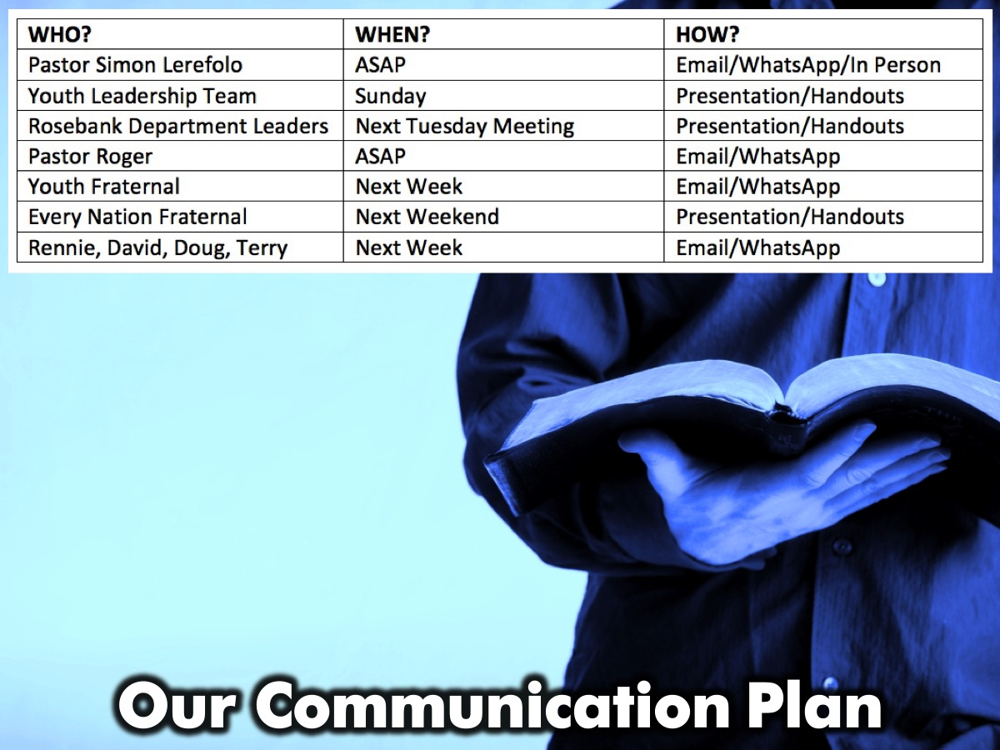 WHO? WHEN? HOW?
Pastor Simon Lerefolo ASAP Email/WhatsApp/In Person
Youth Leadership Team Sunday Presentation/Handouts
Rosebank Department Leaders Next Tuesday Meeting Presentation/Handouts
Pastor Roger ASAP Email/WhatsApp
Youth Fraternal Next Week Email/WhatsApp
Every Nation Fraternal Next Weekend Presentation/Handouts
Rennie, David, Doug, Terry Next Week Email/WhatsApp
Our Communication Plan